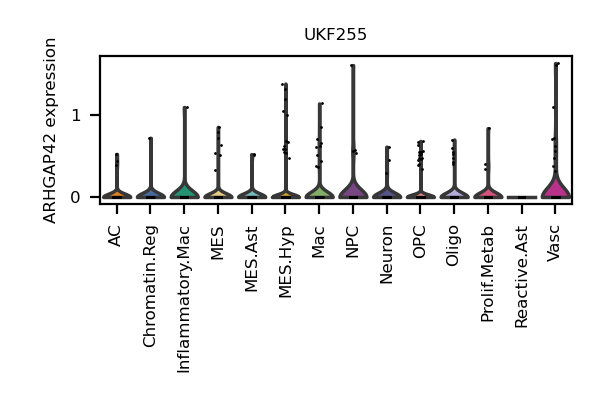 UKF255
ARHGAP42 expression
1
0
AC
Chromatin.Reg
Inflammatory.Mac
MES
MES.Ast
MES.Hyp
Mac
NPC
Neuron
OPC
Oligo
Prolif.Metab
Reactive.Ast
Vasc